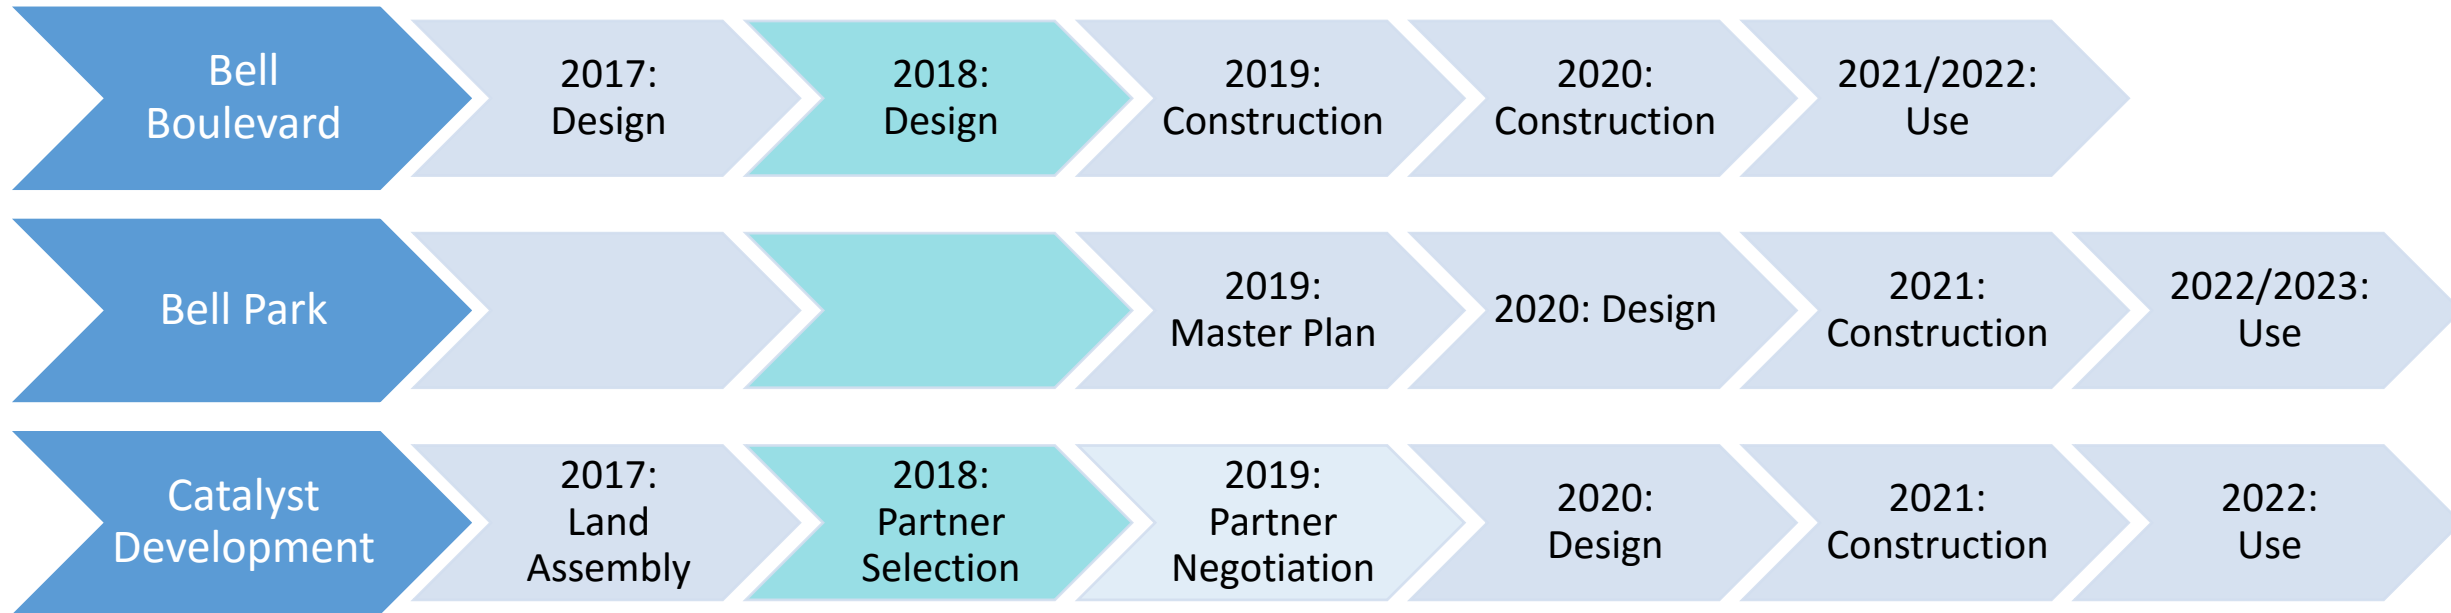 Bell
Boulevard
2017:
Design
2018:
Design
2019:
Construction
2020:
Construction
2021/2022:
Use
Bell Park
2019:
Master Plan
2020: Design
2021:
Construction
2022/2023:
Use
Catalyst
Development
2017:
Land
Assembly
2018:
Partner
Selection
2019:
Partner
Negotiation
2020:
Design
2021:
Construction
2022:
Use